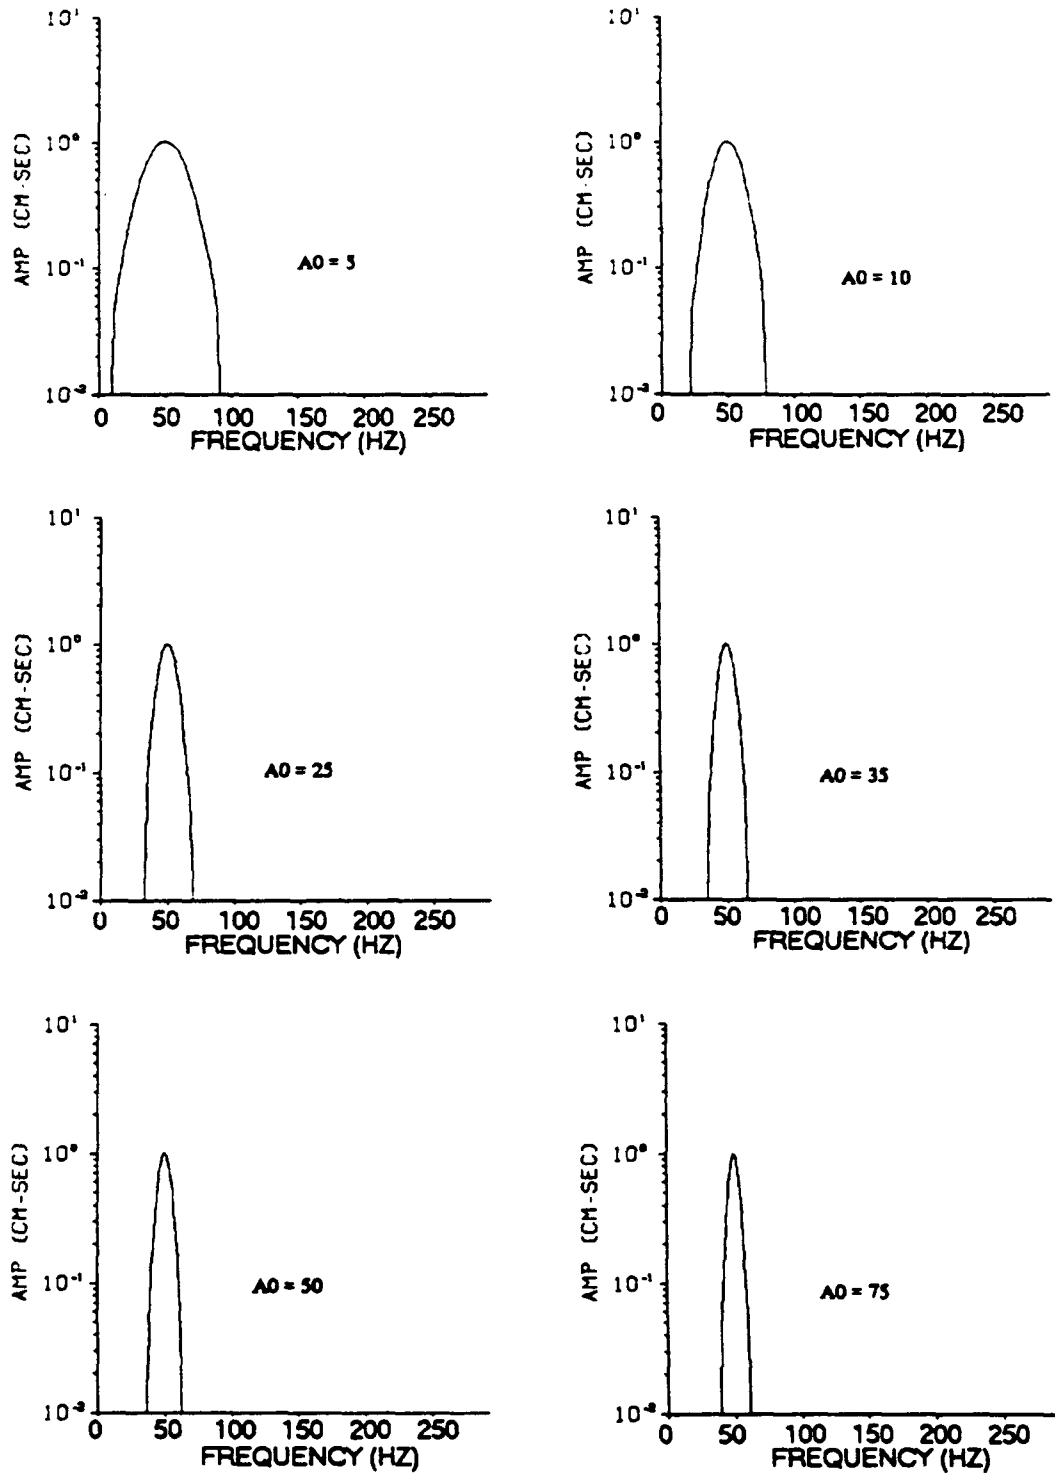 10¹
10⁰
10⁻¹
10⁻²
AMP (CM-SEC)
A0 = 5
0 50 100 150 200 250
FREQUENCY (HZ)
10¹
10⁰
10⁻¹
10⁻²
AMP (CM-SEC)
A0 = 10
0 50 100 150 200 250
FREQUENCY (HZ)
10¹
10⁰
10⁻¹
10⁻²
AMP (CM-SEC)
A0 = 25
0 50 100 150 200 250
FREQUENCY (HZ)
10¹
10⁰
10⁻¹
10⁻²
AMP (CM-SEC)
A0 = 35
0 50 100 150 200 250
FREQUENCY (HZ)
10¹
10⁰
10⁻¹
10⁻²
AMP (CM-SEC)
A0 = 50
0 50 100 150 200 250
FREQUENCY (HZ)
10¹
10⁰
10⁻¹
10⁻²
AMP (CM-SEC)
A0 = 75
0 50 100 150 200 250
FREQUENCY (HZ)